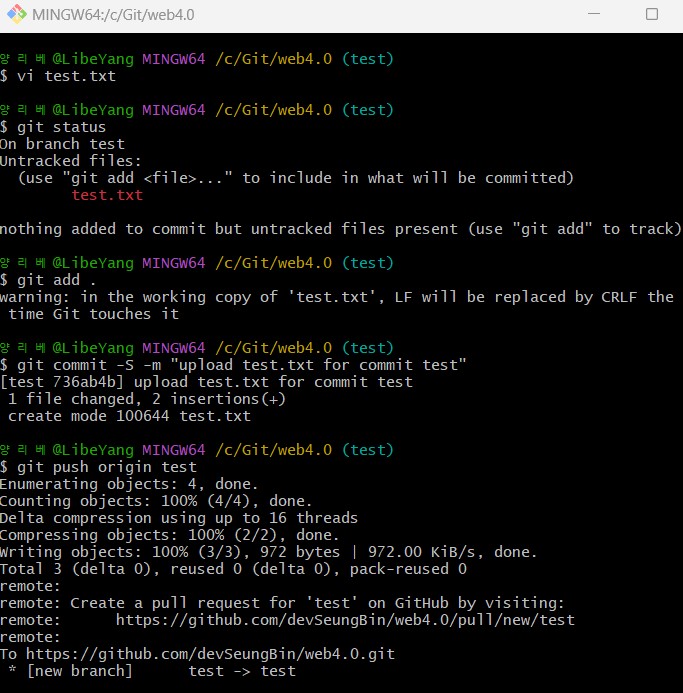 MINGW64:/c/Git/web4.0
양 리 베 @LibeYang MINGW64 /c/Git/web4.0 (test)
$ vi test.txt
양 리 베 @LibeYang MINGW64 /c/Git/web4.0 (test)
$ git status
On branch test
Untracked files:
  (use "git add <file>..." to include in what will be committed)
        test.txt
nothing added to commit but untracked files present (use "git add" to track)
양 리 베 @LibeYang MINGW64 /c/Git/web4.0 (test)
$ git add .
warning: in the working copy of 'test.txt', LF will be replaced by CRLF the
 time Git touches it
양 리 베 @LibeYang MINGW64 /c/Git/web4.0 (test)
$ git commit -S -m "upload test.txt for commit test"
[test 736ab4b] upload test.txt for commit test
 1 file changed, 2 insertions(+)
 create mode 100644 test.txt
양 리 베 @LibeYang MINGW64 /c/Git/web4.0 (test)
$ git push origin test
Enumerating objects: 4, done.
Counting objects: 100% (4/4), done.
Delta compression using up to 16 threads
Compressing objects: 100% (2/2), done.
Writing objects: 100% (3/3), 972 bytes | 972.00 KiB/s, done.
Total 3 (delta 0), reused 0 (delta 0), pack-reused 0
remote:
remote: Create a pull request for 'test' on GitHub by visiting:
remote:      https://github.com/devSeungBin/web4.0/pull/new/test
remote:
To https://github.com/devSeungBin/web4.0.git
 * [new branch]      test -> test